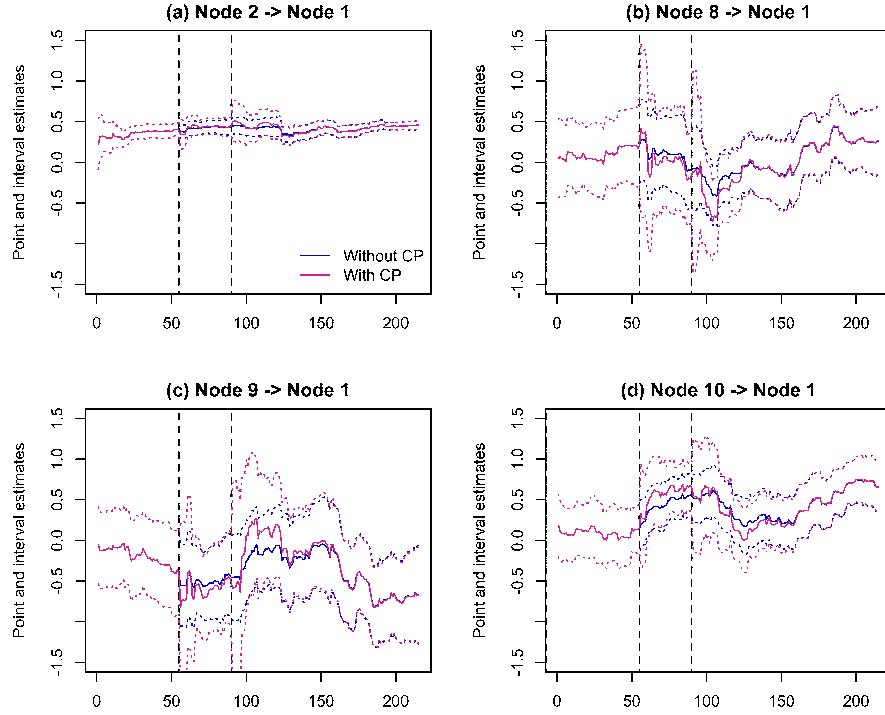 (a) Node 2 -> Node 1
Point and interval estimates
1.5
1.0
0.5
0.0
-0.5
-1.5
Without CP
With CP
0 50 100 150 200
(b) Node 8 -> Node 1
Point and interval estimates
1.5
1.0
0.5
0.0
-0.5
-1.5
0 50 100 150 200
(c) Node 9 -> Node 1
Point and interval estimates
1.5
1.0
0.5
0.0
-0.5
-1.5
0 50 100 150 200
(d) Node 10 -> Node 1
Point and interval estimates
1.5
1.0
0.5
0.0
-0.5
-1.5
0 50 100 150 200